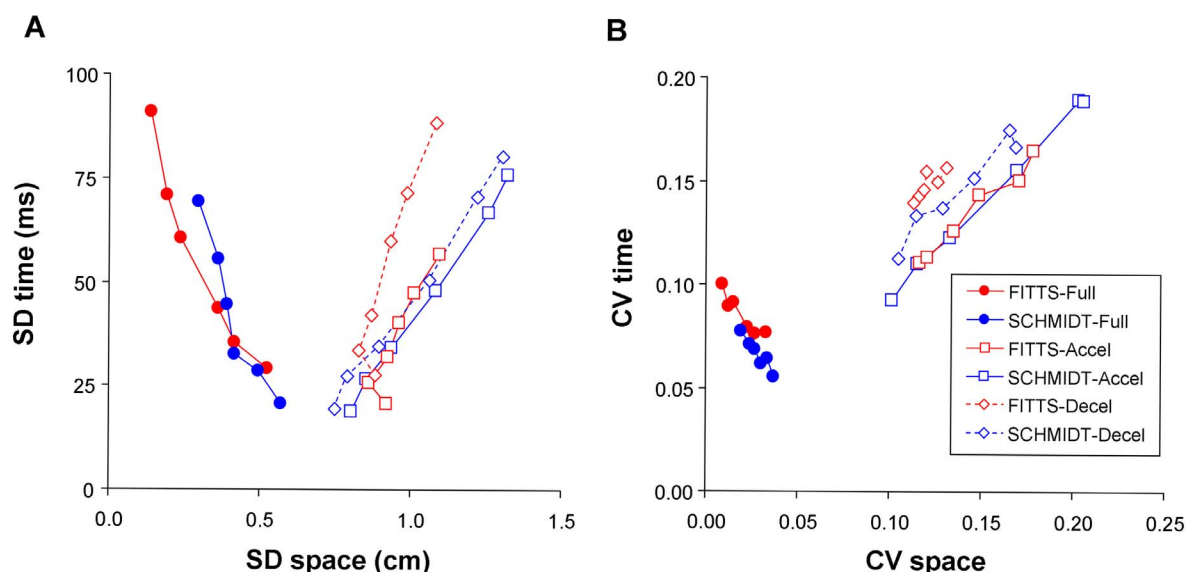 A
100
75
50
25
0
SD time (ms)
0.0
0.5
1.0
1.5
SD space (cm)
B
0.20
0.15
0.10
0.05
0.00
CV time
0.00
0.05
0.10
0.15
0.20
0.25
CV space
FITTS-Full
SCHMIDT-Full
FITTS-Accel
SCHMIDT-Accel
FITTS-Decel
SCHMIDT-Decel